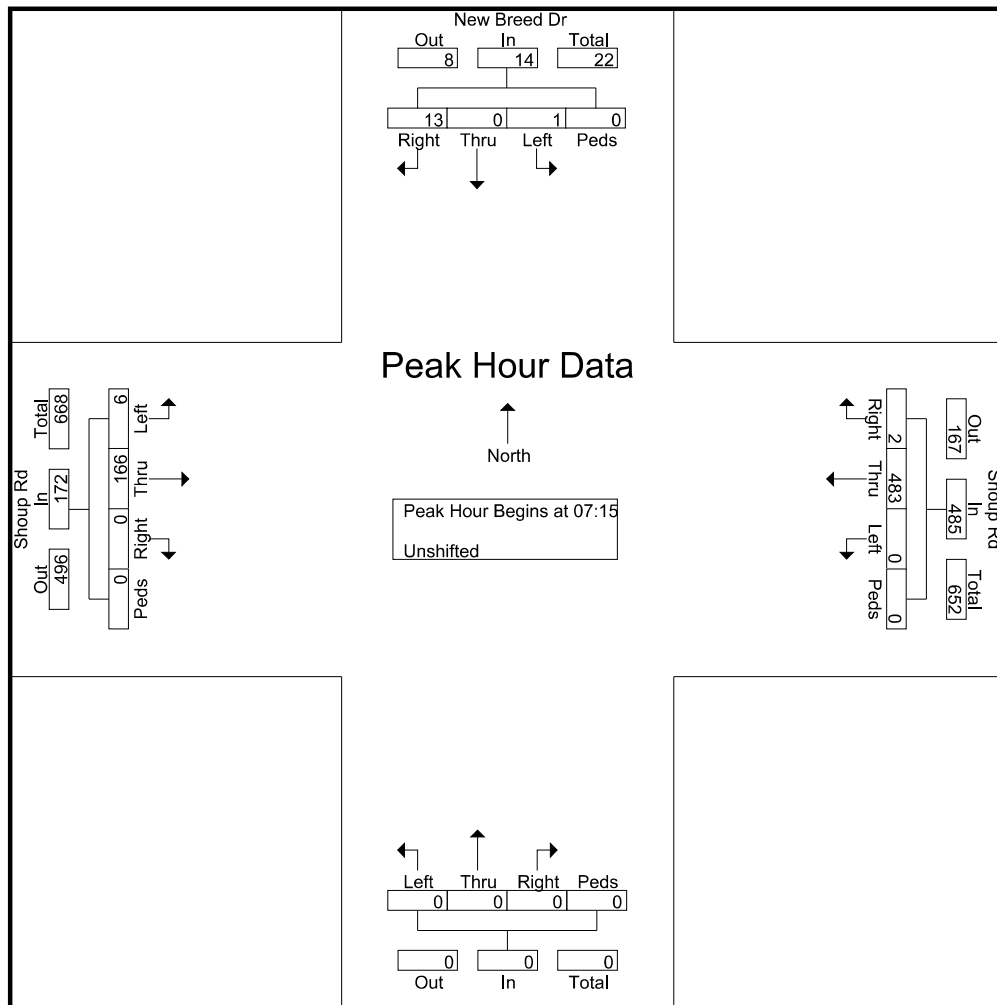 New Breed Dr
Out In Total
8 14 22
13 0 1 0
Right Thru Left Peds
Peak Hour Data
North
Peak Hour Begins at 07:15
Unshifted
Shoup Rd
Total In Out
668 172 496
6 166 0 0
Left Thru Right Peds
Shoup Rd
Out In Total
167 485 652
2 483 0 0
Right Thru Left Peds
Left Thru Right Peds
0 0 0 0
0 0 0
Out In Total